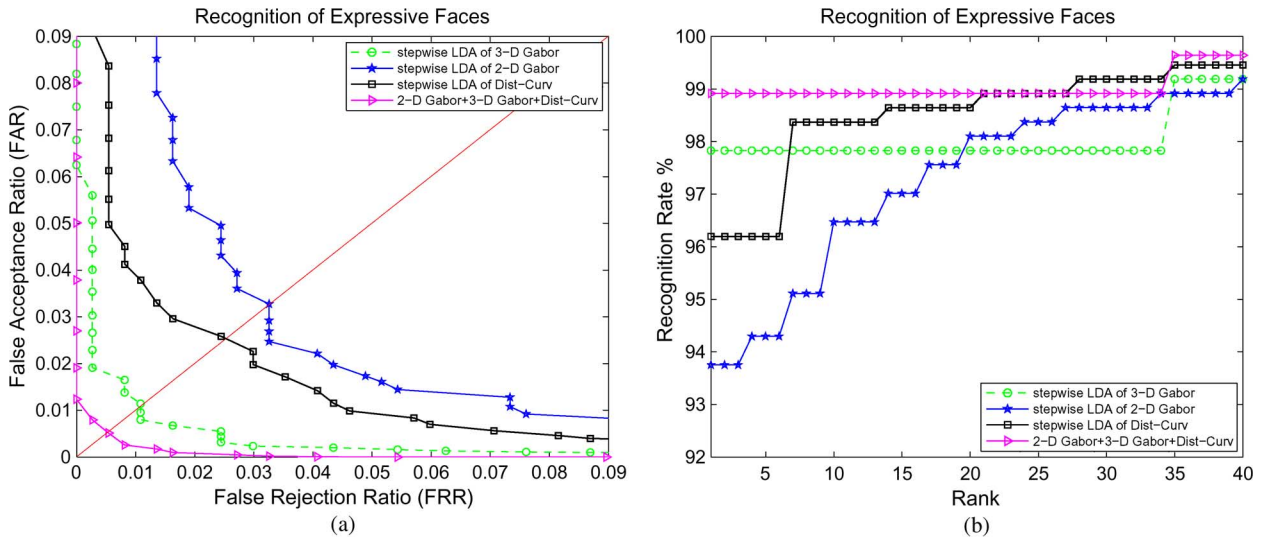 Recognition of Expressive Faces
0.09
0.08
0.07
0.06
0.05
0.04
0.03
0.02
0.01
0
False Acceptance Ratio (FAR)
stepwise LDA of 3−D Gabor
stepwise LDA of 2−D Gabor
stepwise LDA of Dist−Curv
2−D Gabor+3−D Gabor+Dist−Curv
0 0.01 0.02 0.03 0.04 0.05 0.06 0.07 0.08 0.09
False Rejection Ratio (FRR)
(a)
Recognition of Expressive Faces
100
99
98
97
96
95
94
93
92
Recognition Rate %
stepwise LDA of 3−D Gabor
stepwise LDA of 2−D Gabor
stepwise LDA of Dist−Curv
2−D Gabor+3−D Gabor+Dist−Curv
5 10 15 20 25 30 35 40
Rank
(b)